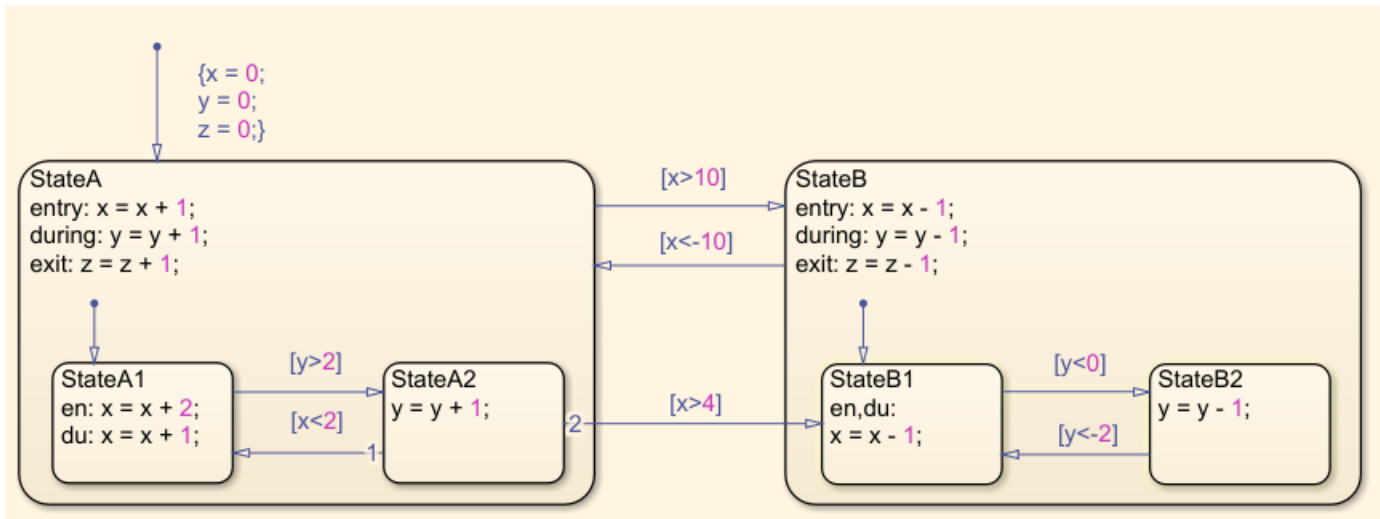 {x = 0;
y = 0;
z = 0;}
StateA
entry: x = x + 1;
during: y = y + 1;
exit: z = z + 1;
[x>10]
[x<-10]
StateB
entry: x = x - 1;
during: y = y - 1;
exit: z = z - 1;
StateA1
en: x = x + 2;
du: x = x + 1;
[y>2]
[x<2]
1
StateA2
y = y + 1;
2
[x>4]
StateB1
en,du:
x = x - 1;
[y<0]
[y<-2]
StateB2
y = y - 1;